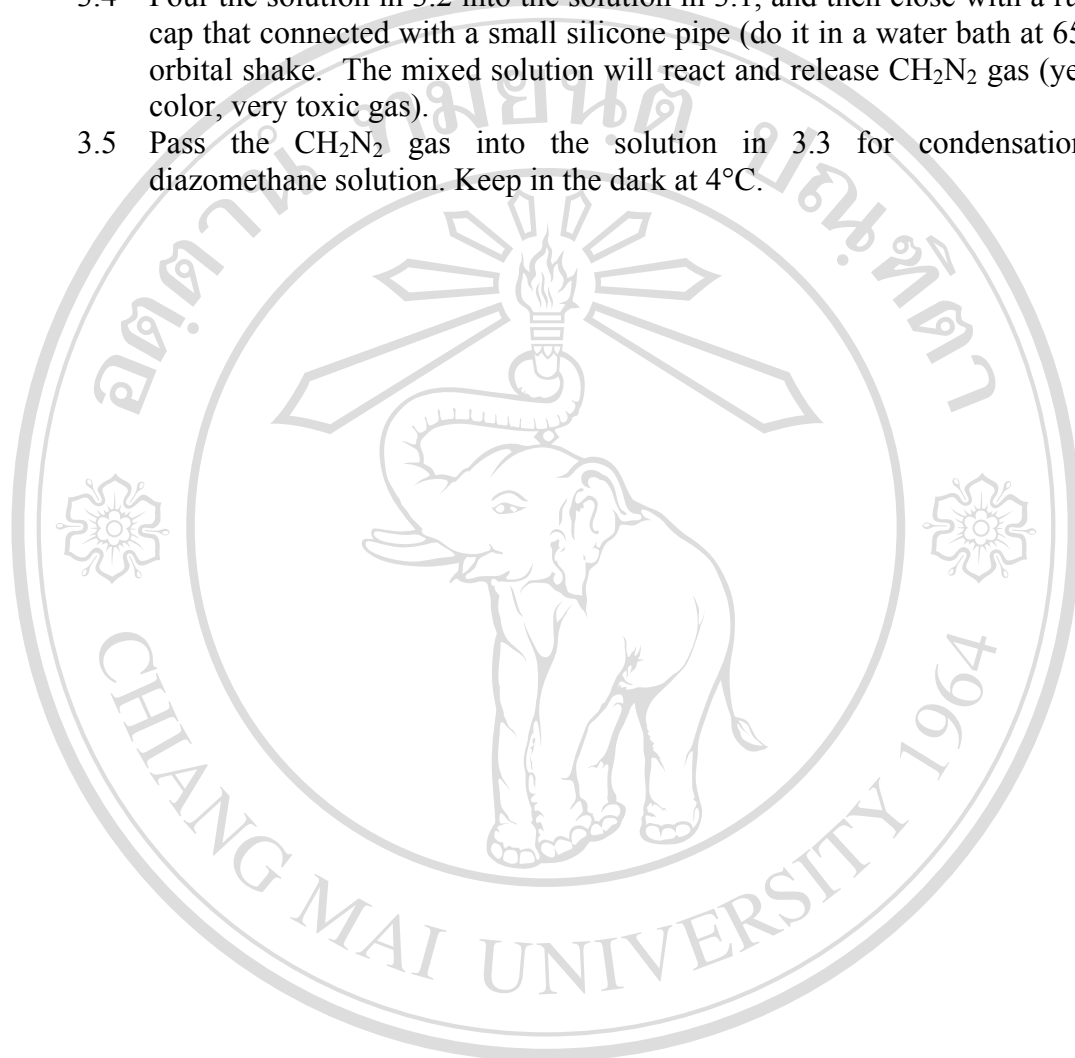 3.4 Pour the solution in 3.2 into the solution in 3.1, and then close with a
cap that connected with a small silicone pipe (do it in a water bath at 65
orbital shake. The mixed solution will react and release CH₂N₂ gas
color, very toxic gas).
3.5 Pass the CH₂N₂ gas into the solution in 3.3 for condensation
diazomethane solution. Keep in the dark at 4°C.
CHIANG MAI UNIVERSITY 1964